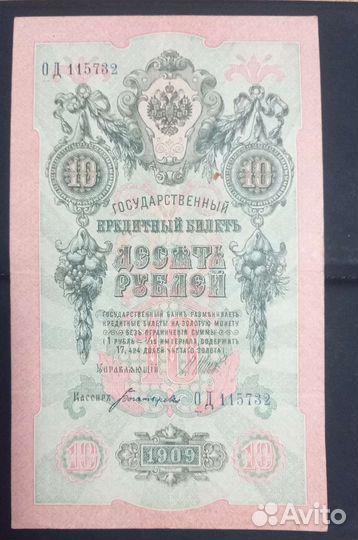 ОД 115732
10 10
ГОСУДАРСТВЕННЫЙ
КРЕДИТНЫЙ БИЛЕТЪ
ДЕСЯТЬ
РУБЛЕЙ
ГОСУДАРСТВЕННЫЙ БАНКЪ РАЗМѢНИВАЕТЪ
КРЕДИТНЫЕ БИЛЕТЫ НА ЗОЛОТУЮ МОНЕТУ
БЕЗЪ ОГРАНИЧЕНІЯ СУММЫ
(1 РУБЛЬ = 1/15 ИМПЕРІАЛА, СОДЕРЖИТЪ
17,424 ДОЛЕЙ ЧИСТАГО ЗОЛОТА)
УПРАВЛЯЮЩІЙ
10
КАССИРЪ
ОД 115732
10 1909 10
Avito